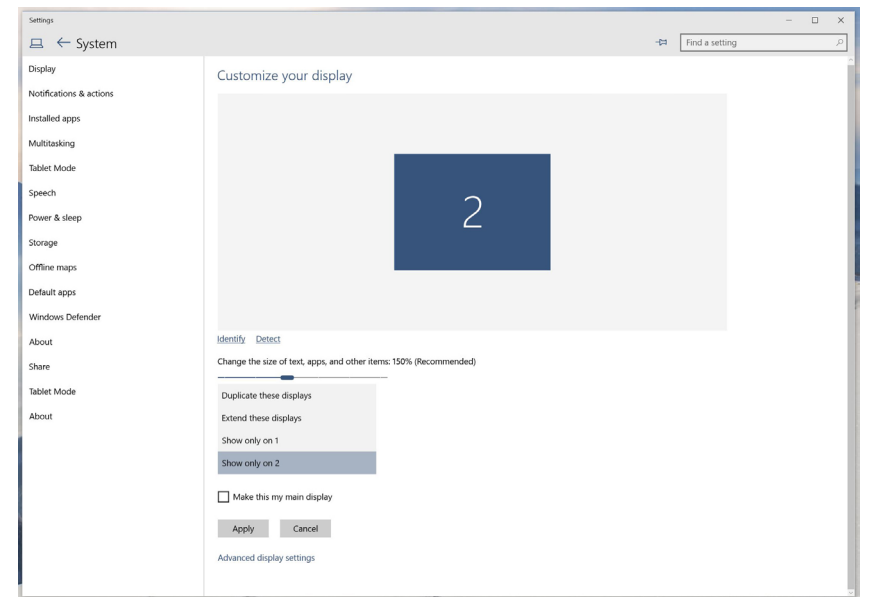 Settings
System
Find a setting
Display
Notifications & actions
Installed apps
Multitasking
Tablet Mode
Speech
Power & sleep
Storage
Offline maps
Default apps
Windows Defender
About
Share
Tablet Mode
About
Customize your display
2
Identify Detect
Change the size of text, apps, and other items: 150% (Recommended)
Duplicate these displays
Extend these displays
Show only on 1
Show only on 2
Make this my main display
Apply Cancel
Advanced display settings